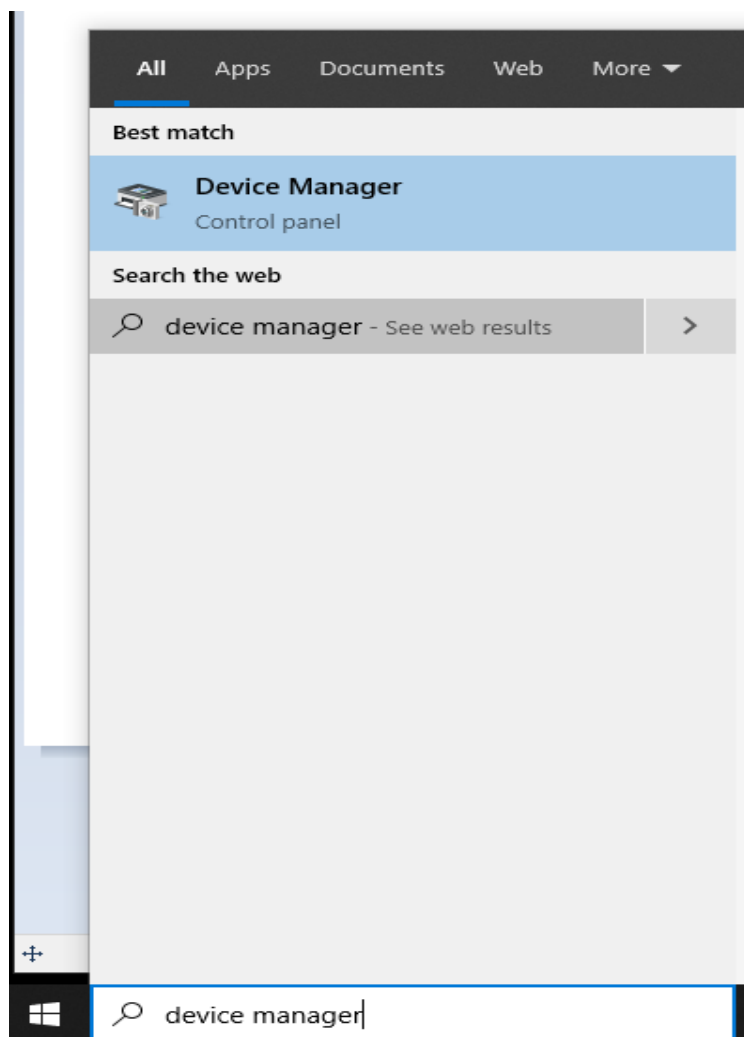 All Apps Documents Web More
Best match
Device Manager
Control panel
Search the web
device manager - See web results
device manager